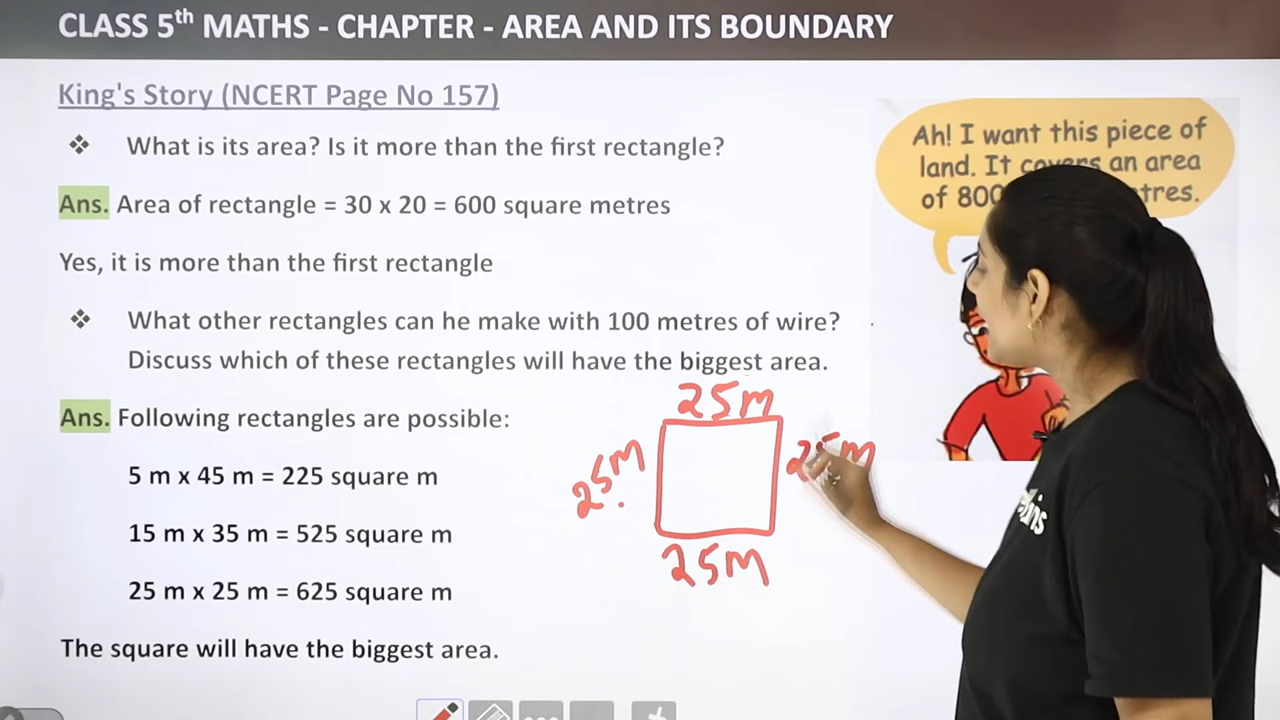 CLASS 5th MATHS - CHAPTER - AREA AND ITS BOUNDARY
King's Story (NCERT Page No 157)
❖ What is its area? Is it more than the first rectangle?
Ans. Area of rectangle = 30 x 20 = 600 square metres
Yes, it is more than the first rectangle
❖ What other rectangles can he make with 100 metres of wire?
Discuss which of these rectangles will have the biggest area.
Ans. Following rectangles are possible:
5 m x 45 m = 225 square m
15 m x 35 m = 525 square m
25 m x 25 m = 625 square m
The square will have the biggest area.
25m
25m
25m
25m
Ah! I want this piece of
land. It covers an area
of 800